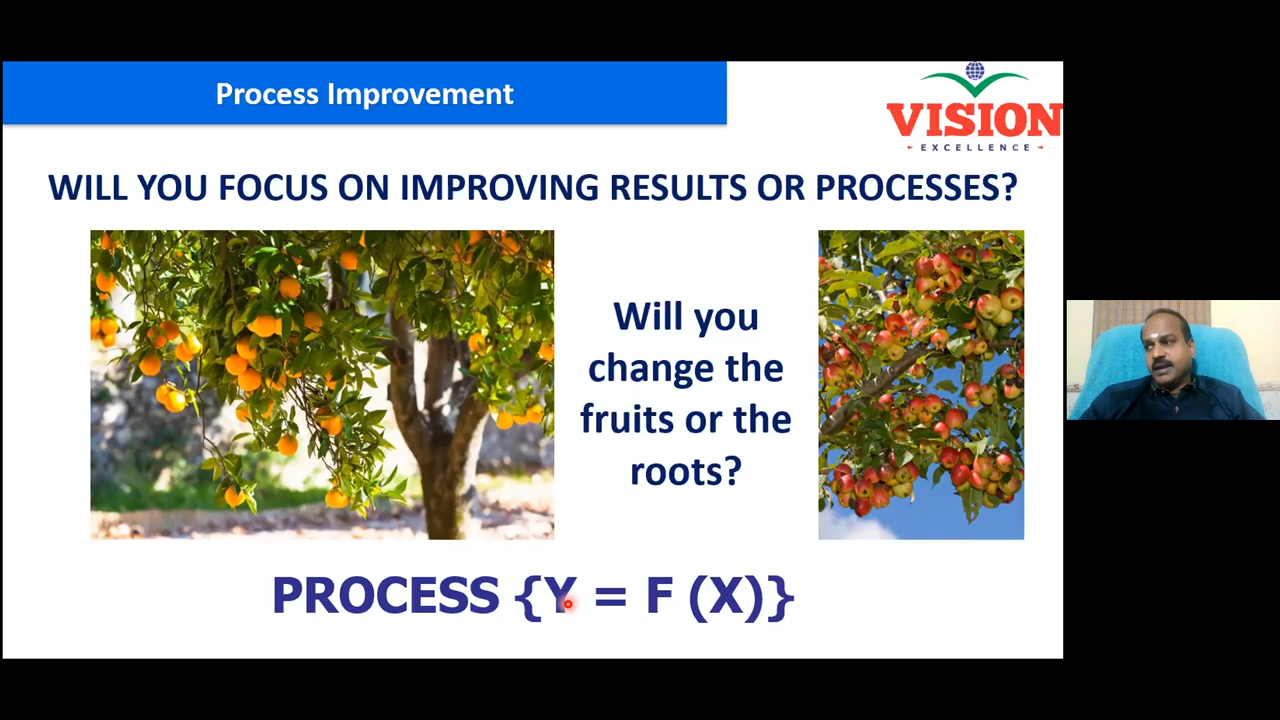 Process Improvement
VISION
EXCELLENCE
WILL YOU FOCUS ON IMPROVING RESULTS OR PROCESSES?
Will you
change the
fruits or the
roots?
PROCESS {Y = F (X)}